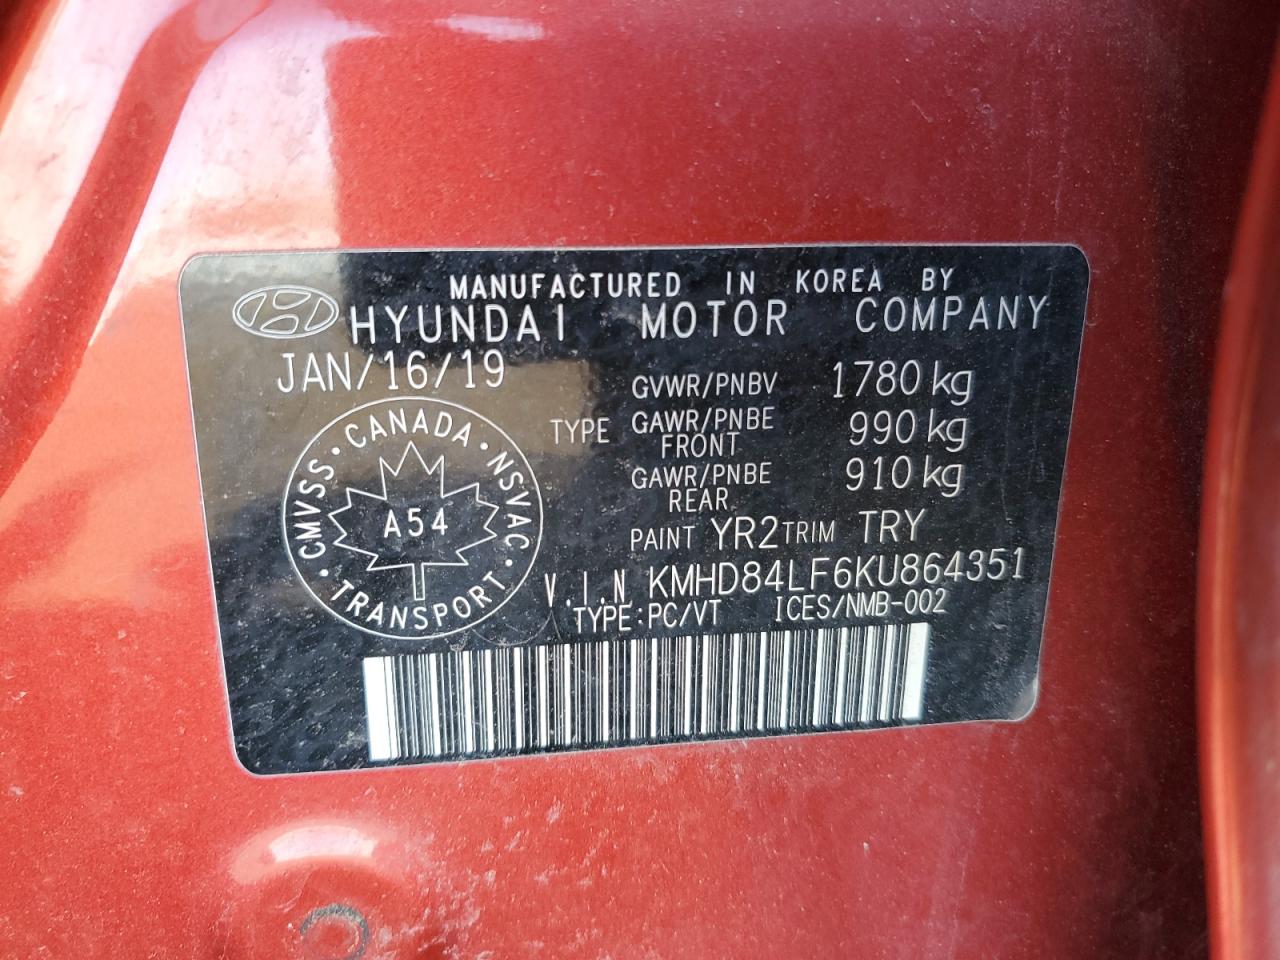 MANUFACTURED IN KOREA BY
HYUNDAI MOTOR COMPANY
JAN/16/19
GVWR/PNBV 1780 kg
TYPE GAWR/PNBE FRONT 990 kg
GAWR/PNBE REAR 910 kg
PAINT YR2 TRIM TRY
CANADA · NSVAC · TRANSPORT · CMVSS ·
A54
V.I.N KMHD84LF6KU864351
TYPE:PC/VT ICES/NMB-002